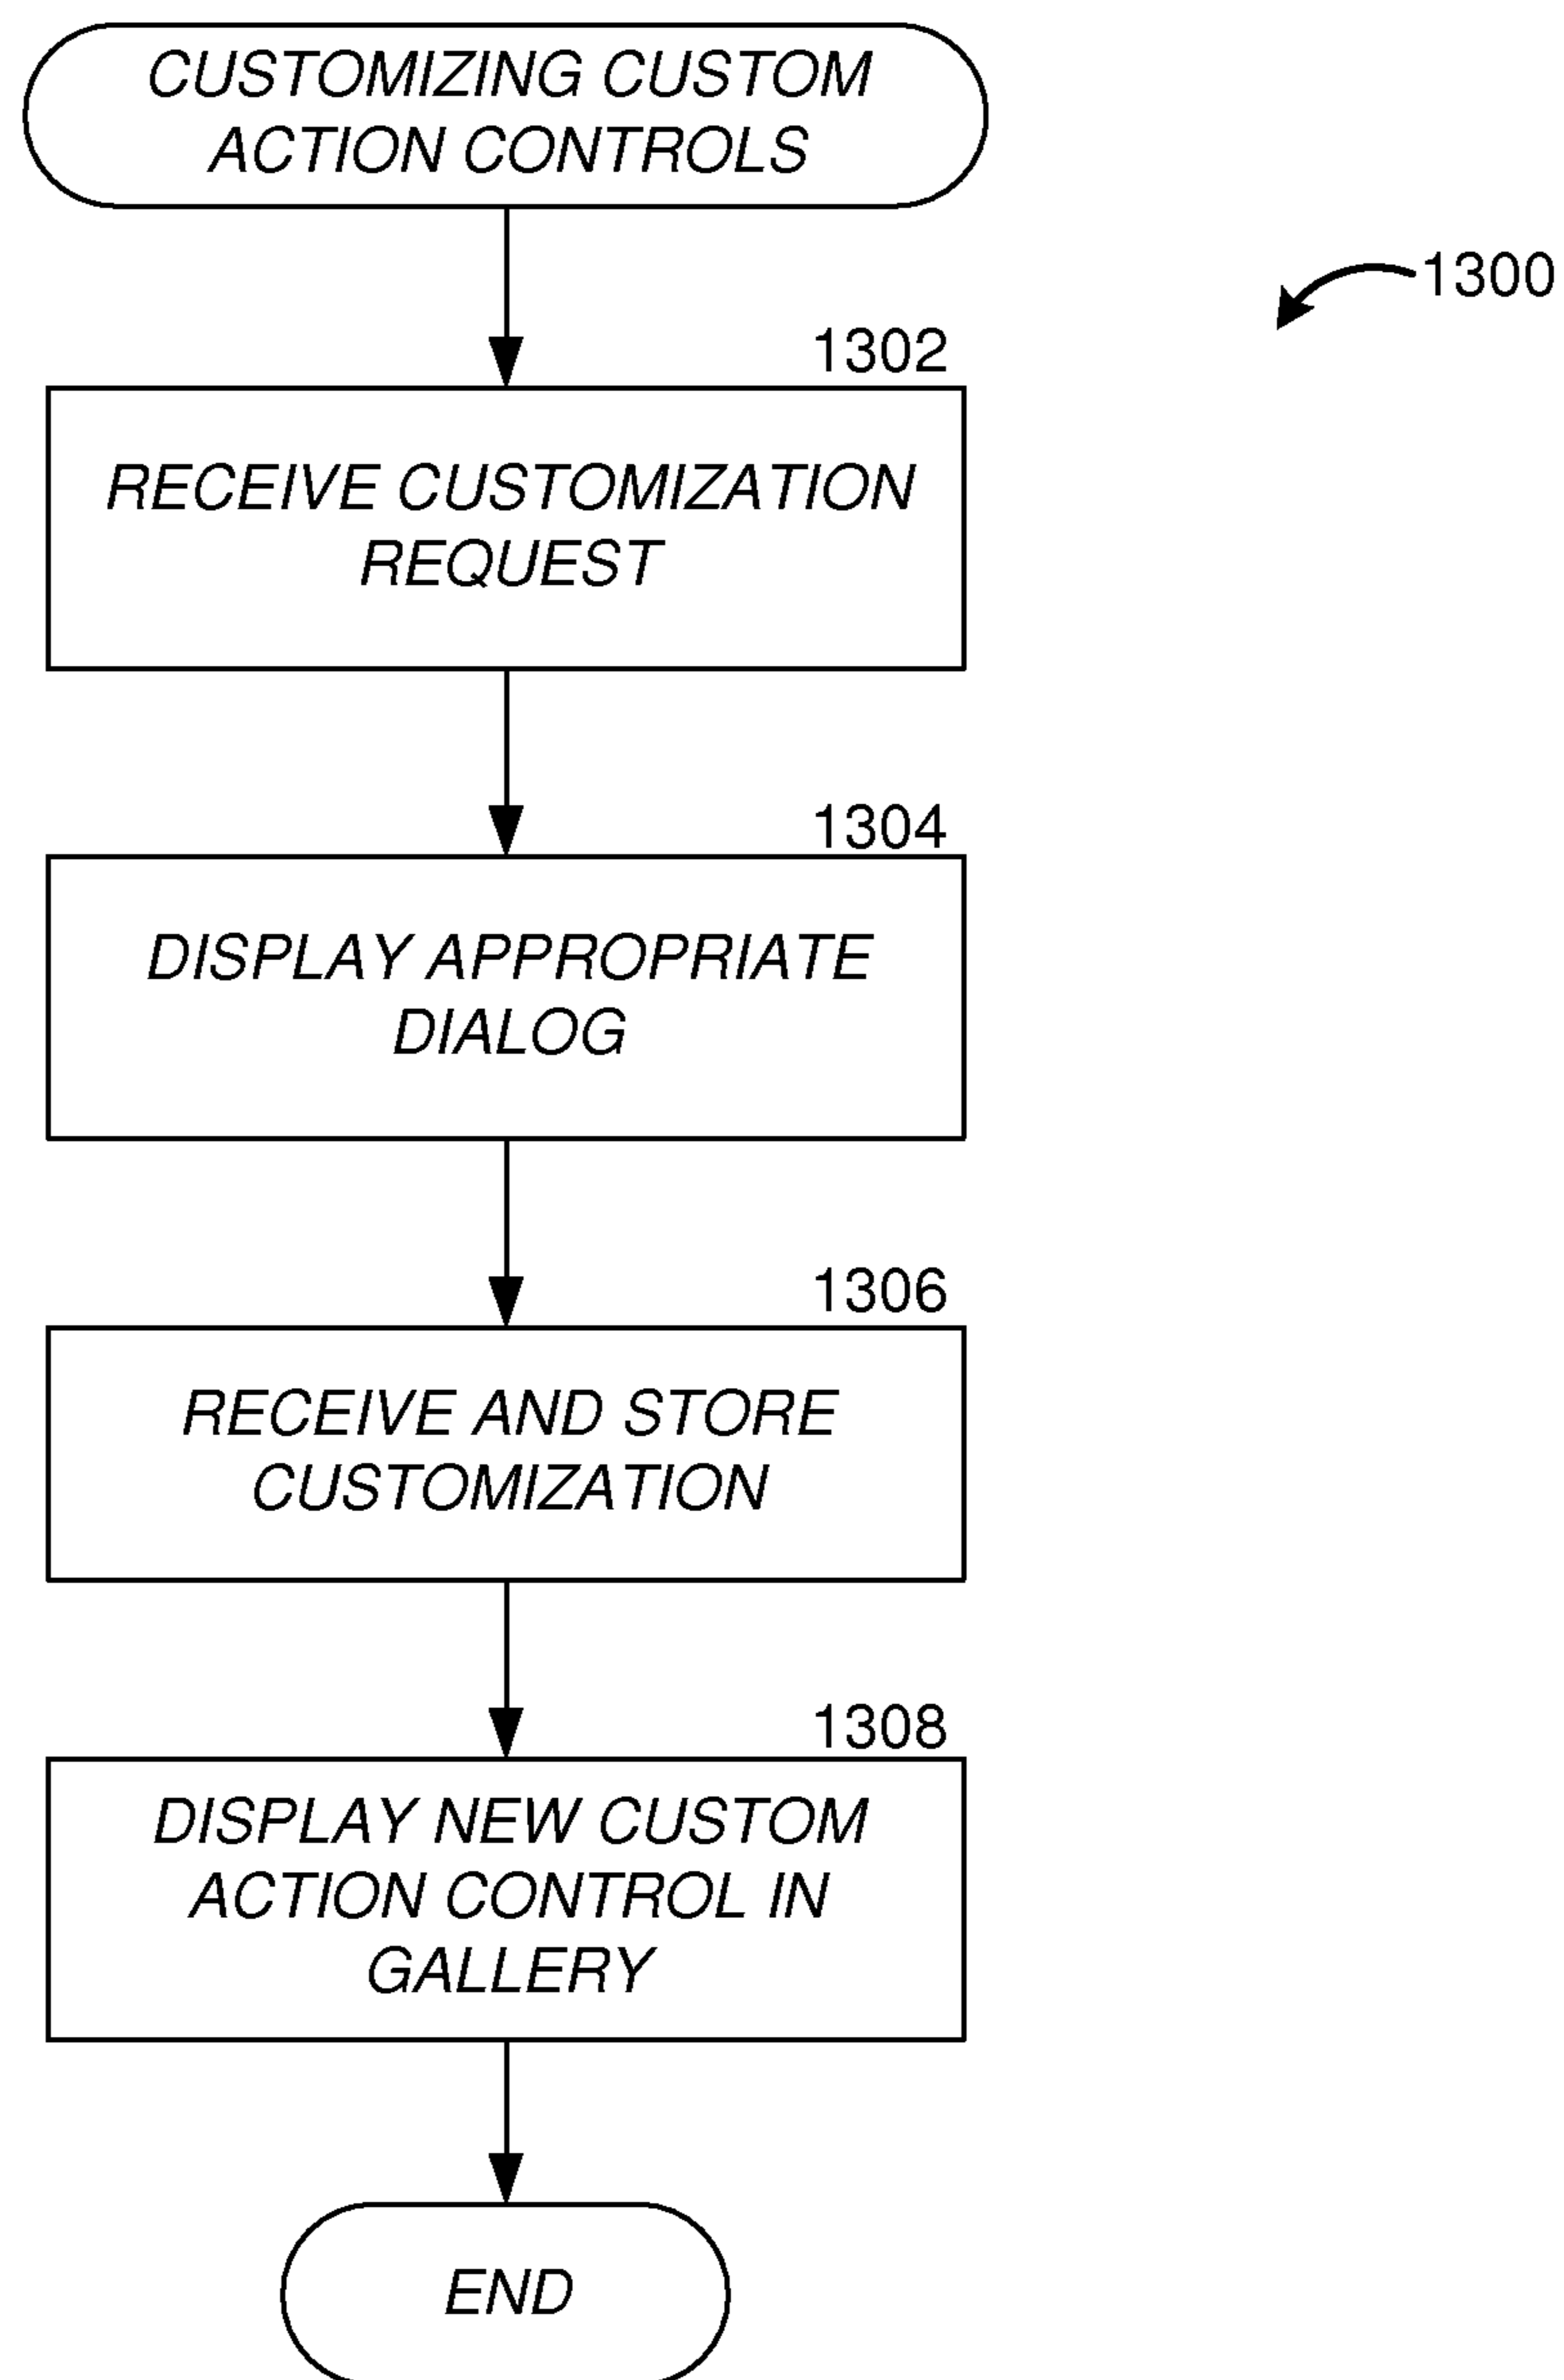 CUSTOMIZING CUSTOM
ACTION CONTROLS
1300
1302
RECEIVE CUSTOMIZATION
REQUEST
1304
DISPLAY APPROPRIATE
DIALOG
1306
RECEIVE AND STORE
CUSTOMIZATION
1308
DISPLAY NEW CUSTOM
ACTION CONTROL IN
GALLERY
END